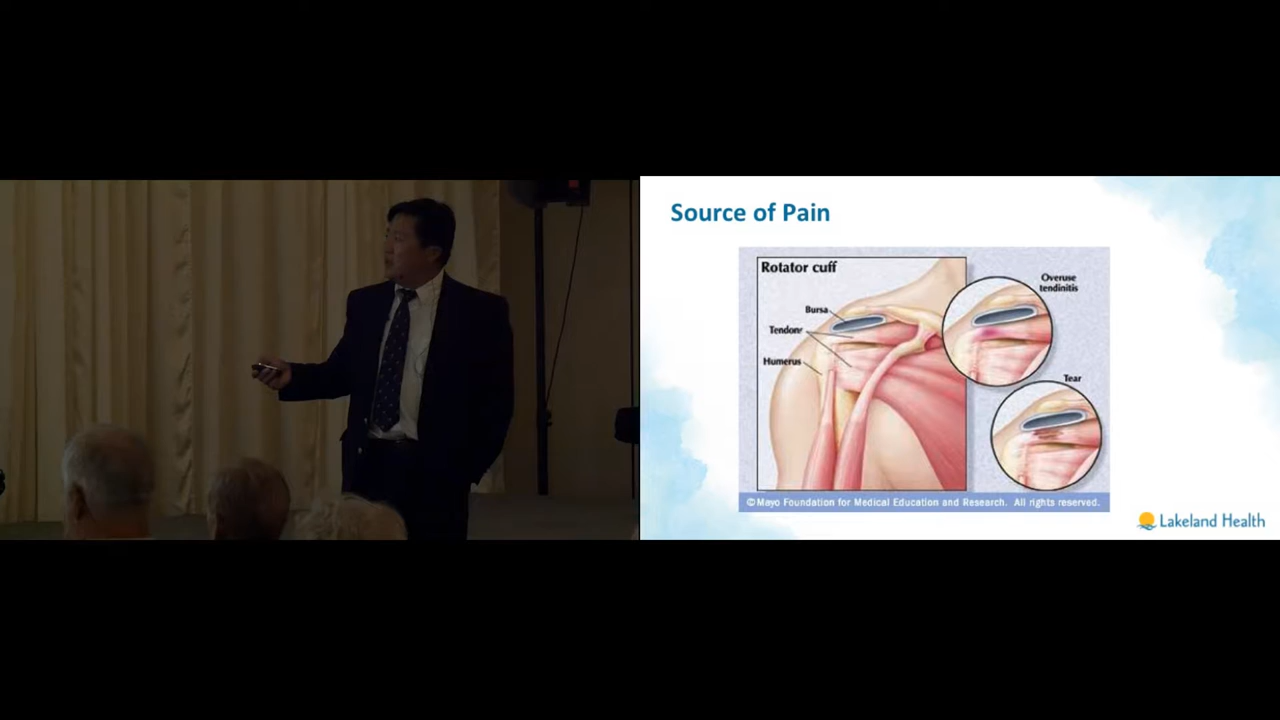 Source of Pain
Rotator cuff
Overuse
tendinitis
Bursa
Tendons
Humerus
Tear
©Mayo Foundation for Medical Education and Research. All rights reserved.
Lakeland Health